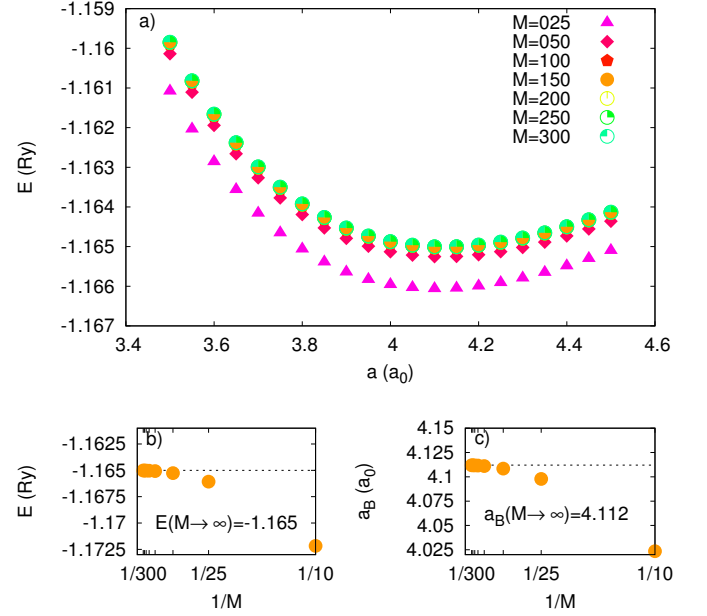 a)
-1.159
-1.16
-1.161
-1.162
-1.163
-1.164
-1.165
-1.166
-1.167
E (Ry)
3.4 3.6 3.8 4 4.2 4.4 4.6
a (a₀)
M=025
M=050
M=100
M=150
M=200
M=250
M=300
b)
-1.1625
-1.165
-1.1675
-1.17
-1.1725
E (Ry)
E(M→∞)=-1.165
1/300 1/25 1/10
1/M
c)
4.15
4.125
4.1
4.075
4.05
4.025
a_B (a₀)
a_B(M→∞)=4.112
1/300 1/25 1/10
1/M